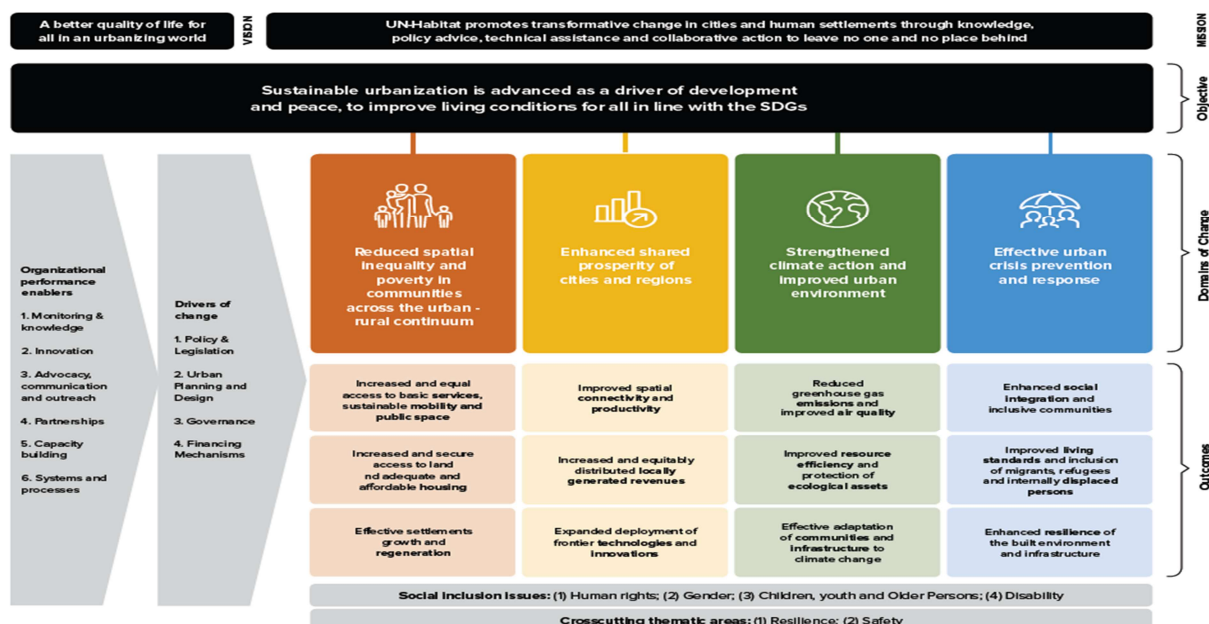 A better quality of life for
all in an urbanizing world
VISION
UN-Habitat promotes transformative change in cities and human settlements through knowledge,
policy advice, technical assistance and collaborative action to leave no one and no place behind
MISSION
Sustainable urbanization is advanced as a driver of development
and peace, to improve living conditions for all in line with the SDGs
Objective
Organizational
performance
enablers
1. Monitoring &
knowledge
2. Innovation
3. Advocacy,
communication
and outreach
4. Partnerships
5. Capacity
building
6. Systems and
processes
Drivers of
change
1. Policy &
Legislation
2. Urban
Planning and
Design
3. Governance
4. Financing
Mechanisms
Reduced spatial
inequality and
poverty in
communities
across the urban -
rural continuum
Enhanced shared
prosperity of
cities and regions
Strengthened
climate action and
improved urban
environment
Effective urban
crisis prevention
and response
Domains of Change
Increased and equal
access to basic services,
sustainable mobility and
public space
Improved spatial
connectivity and
productivity
Reduced
greenhouse gas
emissions and
improved air quality
Enhanced social
integration and
inclusive communities
Increased and secure
access to land
nd adequate and
affordable housing
Increased and equitably
distributed locally
generated revenues
Improved resource
efficiency and
protection of
ecological assets
Improved living
standards and inclusion
of migrants, refugees
and internally displaced
persons
Effective settlements
growth and
regeneration
Expanded deployment of
frontier technologies and
innovations
Effective adaptation
of communities and
infrastructure to
climate change
Enhanced resilience of
the built environment
and infrastructure
Outcomes
Social inclusion issues: (1) Human rights; (2) Gender; (3) Children, youth and Older Persons; (4) Disability
Crosscutting thematic areas: (1) Resilience; (2) Safety